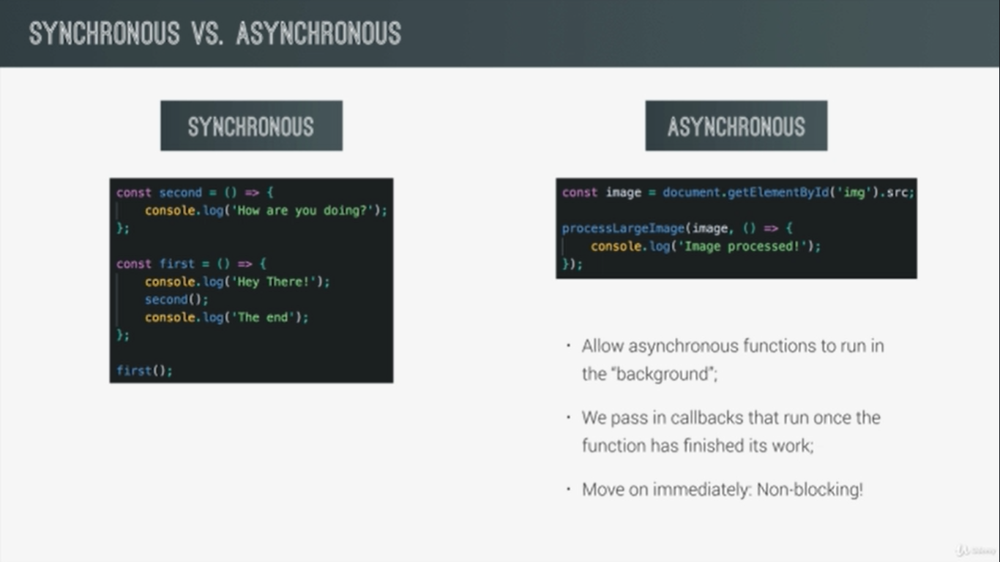 SYNCHRONOUS VS. ASYNCHRONOUS
SYNCHRONOUS
const second = () => {
    console.log('How are you doing?');
};

const first = () => {
    console.log('Hey There!');
    second();
    console.log('The end');
};

first();
ASYNCHRONOUS
const image = document.getElementById('img').src;

processLargeImage(image, () => {
    console.log('Image processed!');
});
· Allow asynchronous functions to run in
the “background”;
· We pass in callbacks that run once the
function has finished its work;
· Move on immediately: Non-blocking!
Udemy